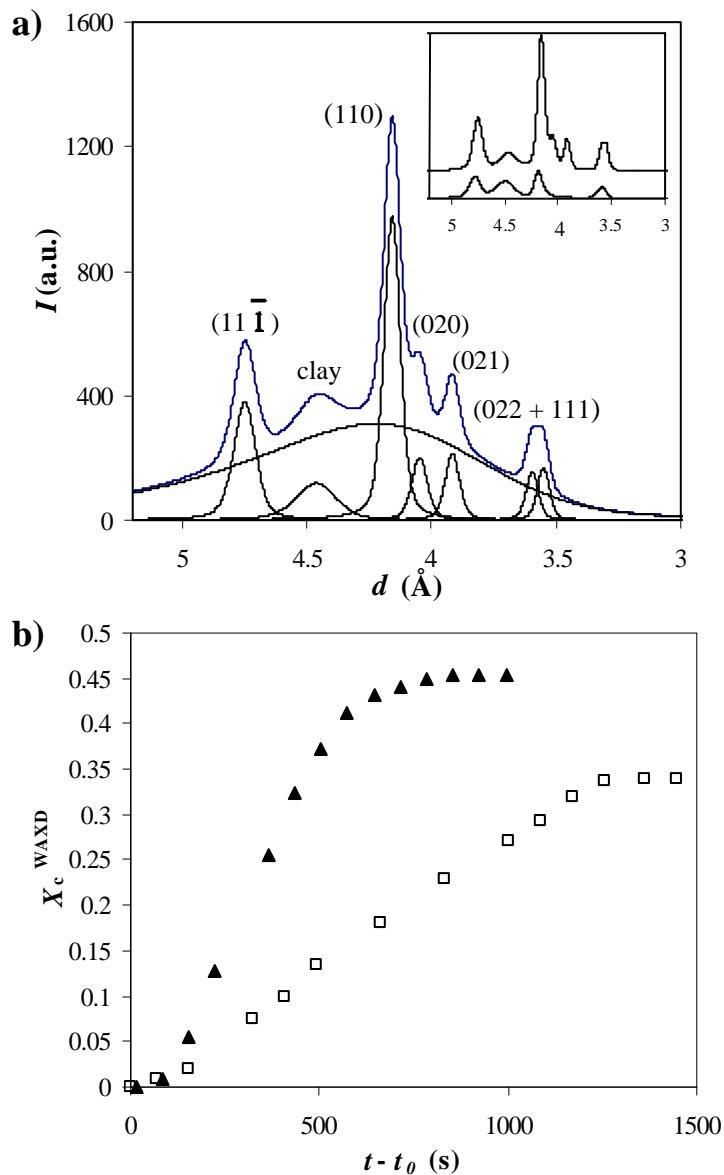 a)
1600
1200
800
400
0
I (a.u.)
(110)
(11 1̄ )
clay
(020)
(021)
(022 + 111)
5 4.5 4 3.5 3
5 4.5 4 3.5 3
d (Å)
b)
0.5
0.45
0.4
0.35
0.3
0.25
0.2
0.15
0.1
0.05
0
X c WAXD
0 500 1000 1500
t - t0 (s)